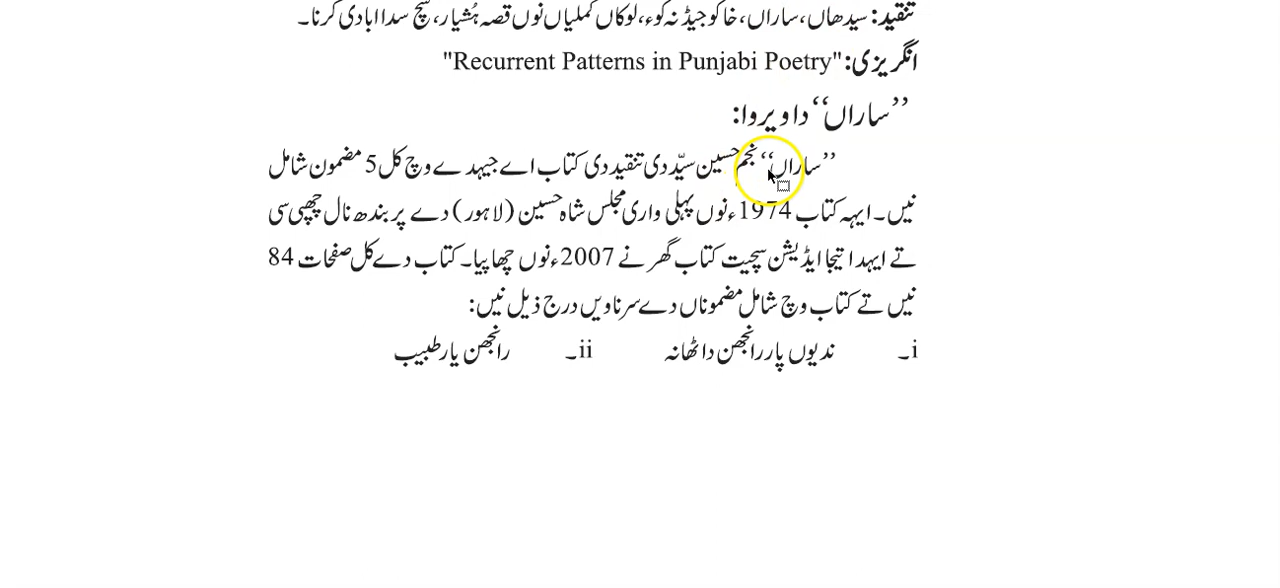 تنقید: سیدھاں، ساراں، خاکو جیڈ نہ کوء، لوکاں کملیاں نوں قصہ ہُشیار، سچ سدا ابادی کرنا۔
انگریزی: "Recurrent Patterns in Punjabi Poetry"
’’ساراں‘‘ دا ویروا:
’’ساراں‘‘ نجم حسین سیّد دی تنقید دی کتاب اے جیہدے وچ کل 5 مضمون شامل
نیں۔ ایہہ کتاب 1974ء نوں پہلی واری مجلس شاہ حسین (لاہور) دے پربندھ نال چھپی سی
تے ایہدا تیجا ایڈیشن سچیت کتاب گھر نے 2007ء نوں چھاپیا۔ کتاب دے کل صفحات 84
نیں تے کتاب وچ شامل مضموناں دے سرناویں درج ذیل نیں:
i۔ ندیوں پار رانجھن دا ٹھانہ ii۔ رانجھن یار طبیب